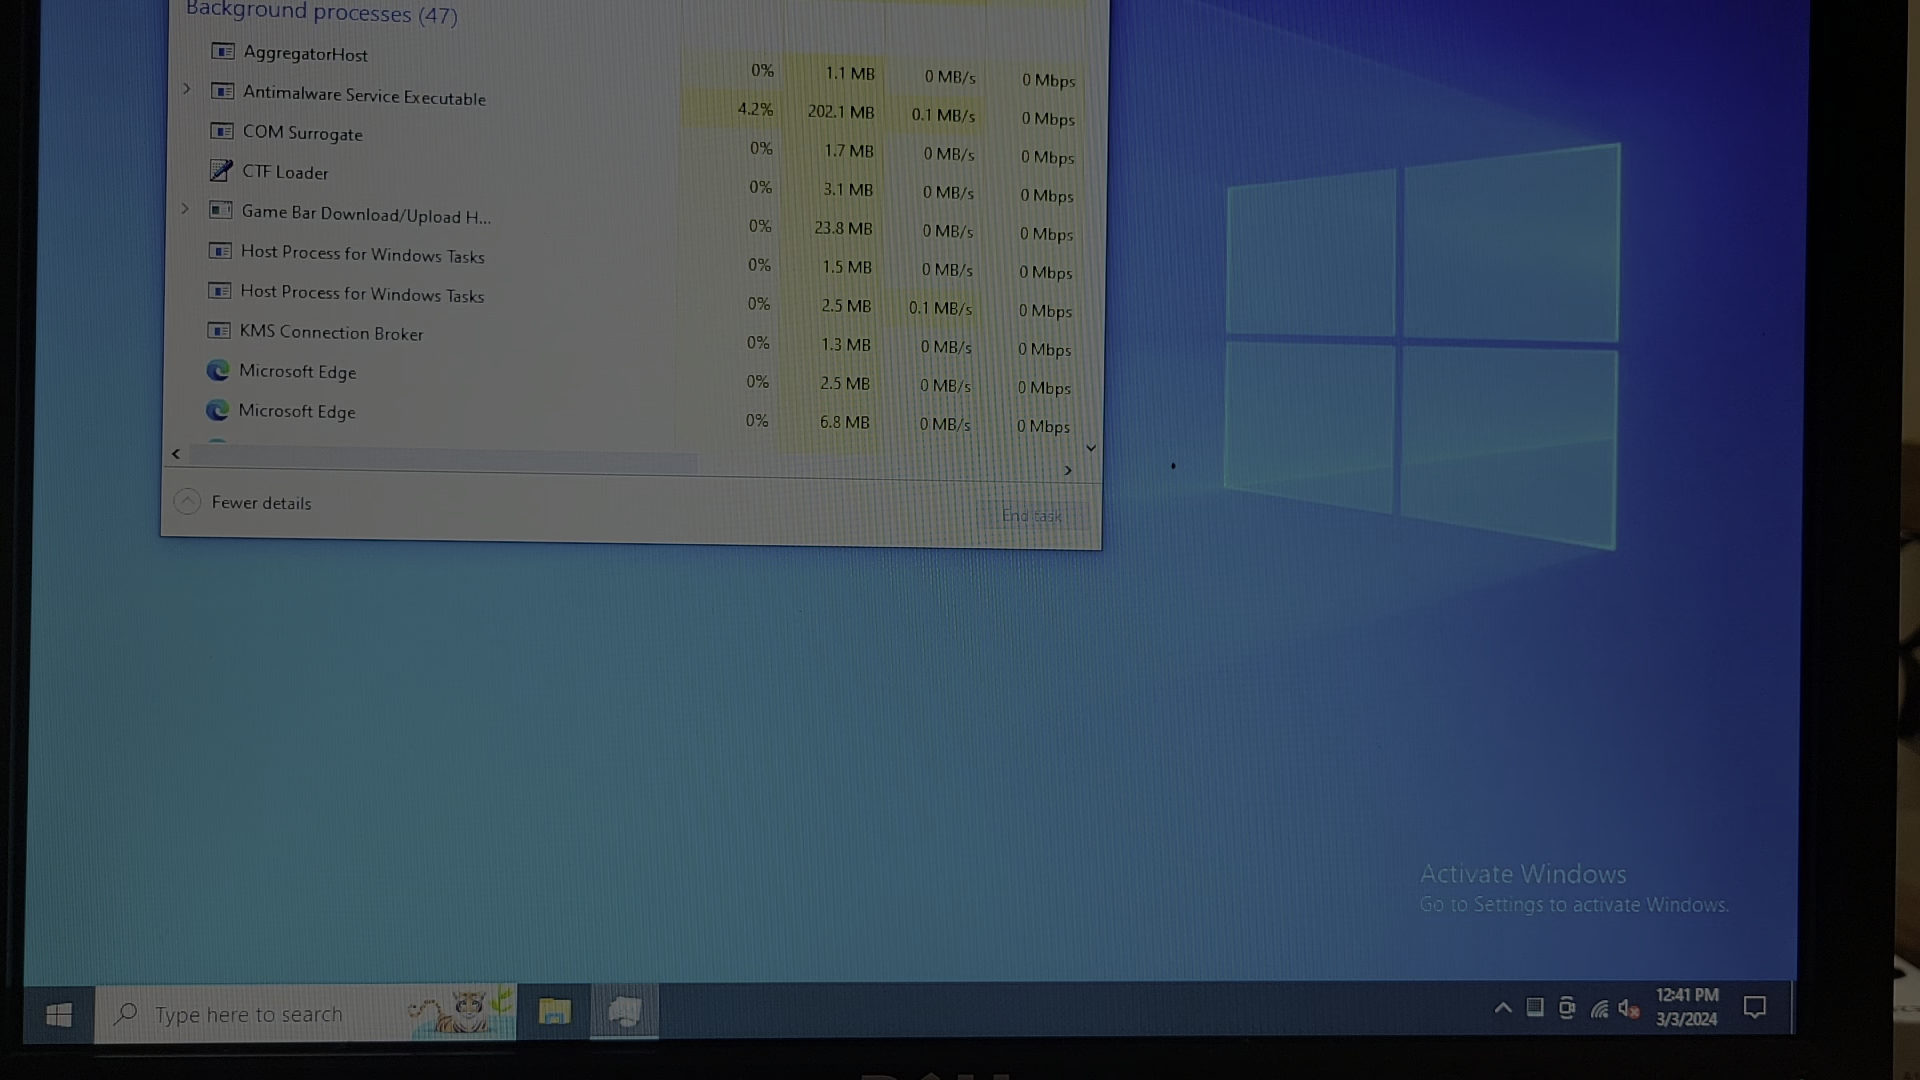 Background processes (47)
AggregatorHost 0% 1.1 MB 0 MB/s 0 Mbps
Antimalware Service Executable 4.2% 202.1 MB 0.1 MB/s 0 Mbps
COM Surrogate 0% 1.7 MB 0 MB/s 0 Mbps
CTF Loader 0% 3.1 MB 0 MB/s 0 Mbps
Game Bar Download/Upload H... 0% 23.8 MB 0 MB/s 0 Mbps
Host Process for Windows Tasks 0% 1.5 MB 0 MB/s 0 Mbps
Host Process for Windows Tasks 0% 2.5 MB 0.1 MB/s 0 Mbps
KMS Connection Broker 0% 1.3 MB 0 MB/s 0 Mbps
Microsoft Edge 0% 2.5 MB 0 MB/s 0 Mbps
Microsoft Edge 0% 6.8 MB 0 MB/s 0 Mbps
Fewer details
End task
Activate Windows
Go to Settings to activate Windows.
Type here to search
12:41 PM
3/3/2024